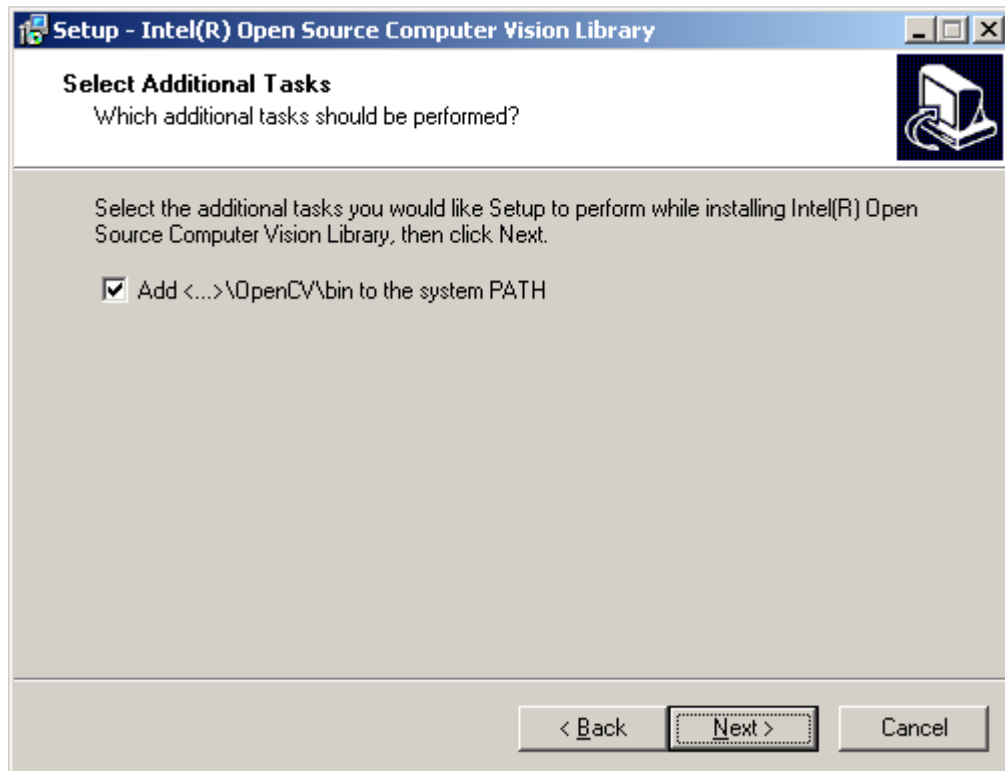 Setup - Intel(R) Open Source Computer Vision Library
Select Additional Tasks
Which additional tasks should be performed?
Select the additional tasks you would like Setup to perform while installing Intel(R) Open
Source Computer Vision Library, then click Next.
Add <...>\OpenCV\bin to the system PATH
< Back
Next >
Cancel